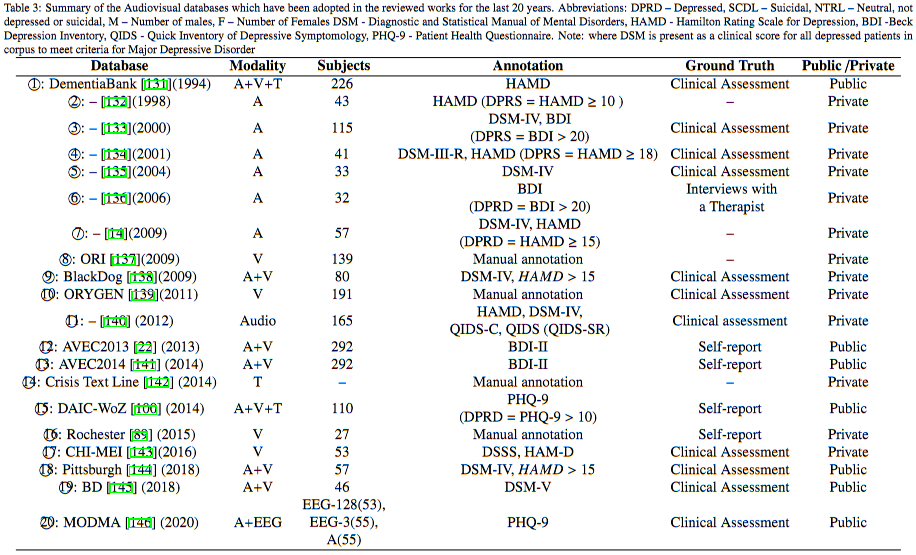 Table 3: Summary of the Audiovisual databases which have been adopted in the reviewed works for the last 20 years. Abbreviations: DPRD – Depressed, SCDL – Suicidal, NTRL – Neutral, not
depressed or suicidal, M – Number of males, F – Number of Females DSM - Diagnostic and Statistical Manual of Mental Disorders, HAMD - Hamilton Rating Scale for Depression, BDI -Beck
Depression Inventory, QIDS - Quick Inventory of Depressive Symptomology, PHQ-9 - Patient Health Questionnaire. Note: where DSM is present as a clinical score for all depressed patients in
corpus to meet criteria for Major Depressive Disorder
Database Modality Subjects Annotation Ground Truth Public /Private
①: DementiaBank [131](1994) A+V+T 226 HAMD Clinical Assessment Public
②: – [132](1998) A 43 HAMD (DPRS = HAMD ≥ 10 ) – Private
③: – [133](2000) A 115 DSM-IV, BDI
(DPRS = BDI > 20) Clinical Assessment Private
④: – [134](2001) A 41 DSM-III-R, HAMD (DPRS = HAMD ≥ 18) Clinical Assessment Private
⑤: – [135](2004) A 33 DSM-IV Clinical Assessment Private
⑥: – [136](2006) A 32 BDI
(DPRD = BDI > 20) Interviews with
a Therapist Private
⑦: – [14](2009) A 57 DSM-IV, HAMD
(DPRD = HAMD ≥ 15) – Private
⑧: ORI [137](2009) V 139 Manual annotation – Private
⑨: BlackDog [138](2009) A+V 80 DSM-IV, HAMD > 15 Clinical Assessment Private
⑩: ORYGEN [139](2011) V 191 Manual annotation Clinical Assessment Private
⑪: – [140] (2012) Audio 165 HAMD, DSM-IV,
QIDS-C, QIDS (QIDS-SR) Clinical assessment Private
⑫: AVEC2013 [22] (2013) A+V 292 BDI-II Self-report Public
⑬: AVEC2014 [141] (2014) A+V 292 BDI-II Self-report Public
⑭: Crisis Text Line [142] (2014) T – Manual annotation – Private
⑮: DAIC-WoZ [100] (2014) A+V+T 110 PHQ-9
(DPRD = PHQ-9 > 10) Self-report Public
⑯: Rochester [89] (2015) V 27 Manual annotation Self-report Private
⑰: CHI-MEI [143](2016) V 53 DSSS, HAM-D Clinical Assessment Private
⑱: Pittsburgh [144] (2018) A+V 57 DSM-IV, HAMD > 15 Clinical Assessment Public
⑲: BD [145] (2018) A+V 46 DSM-V Clinical Assessment Public
⑳: MODMA [146] (2020) A+EEG EEG-128(53),
EEG-3(55),
A(55) PHQ-9 Clinical Assessment Public